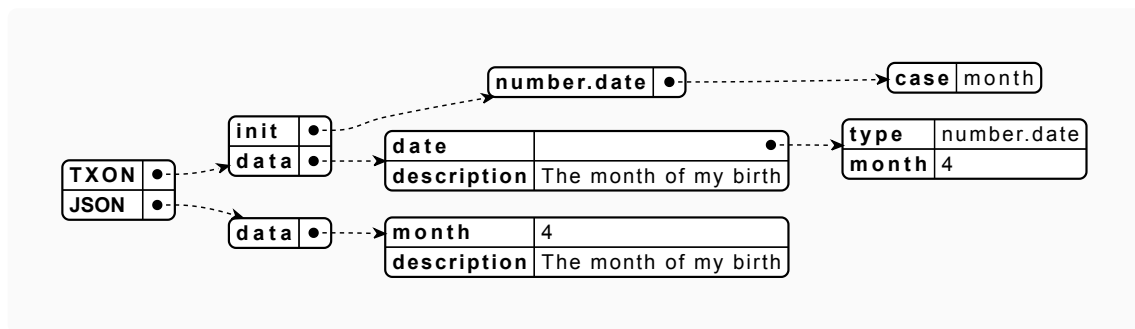 number.date
case month
init
data
date
description The month of my birth
type number.date
month 4
TXON
JSON
data
month 4
description The month of my birth